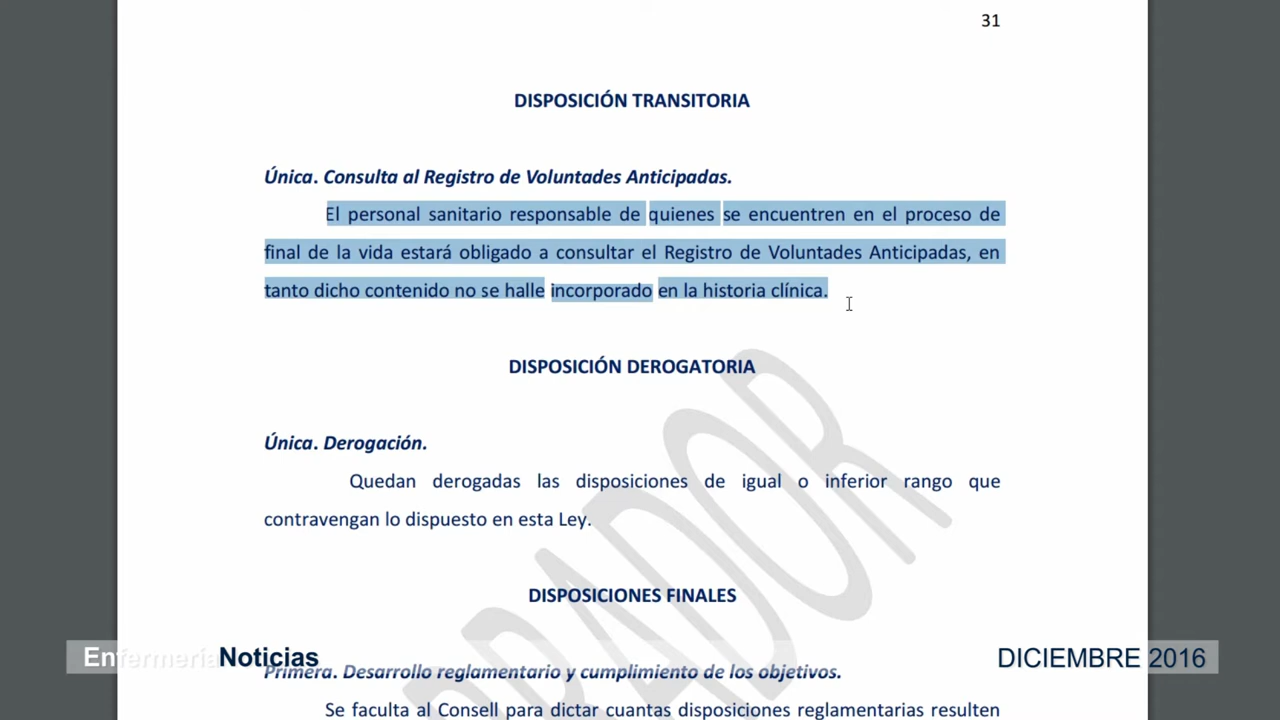 31
DISPOSICIÓN TRANSITORIA
Única. Consulta al Registro de Voluntades Anticipadas.
El personal sanitario responsable de quienes se encuentren en el proceso de
final de la vida estará obligado a consultar el Registro de Voluntades Anticipadas, en
tanto dicho contenido no se halle incorporado en la historia clínica.
DISPOSICIÓN DEROGATORIA
Única. Derogación.
Quedan derogadas las disposiciones de igual o inferior rango que
contravengan lo dispuesto en esta Ley.
DISPOSICIONES FINALES
Primera. Desarrollo reglamentario y cumplimiento de los objetivos.
Se faculta al Consell para dictar cuantas disposiciones reglamentarias resulten
RRADOR
EnfermeriaNoticias
DICIEMBRE 2016